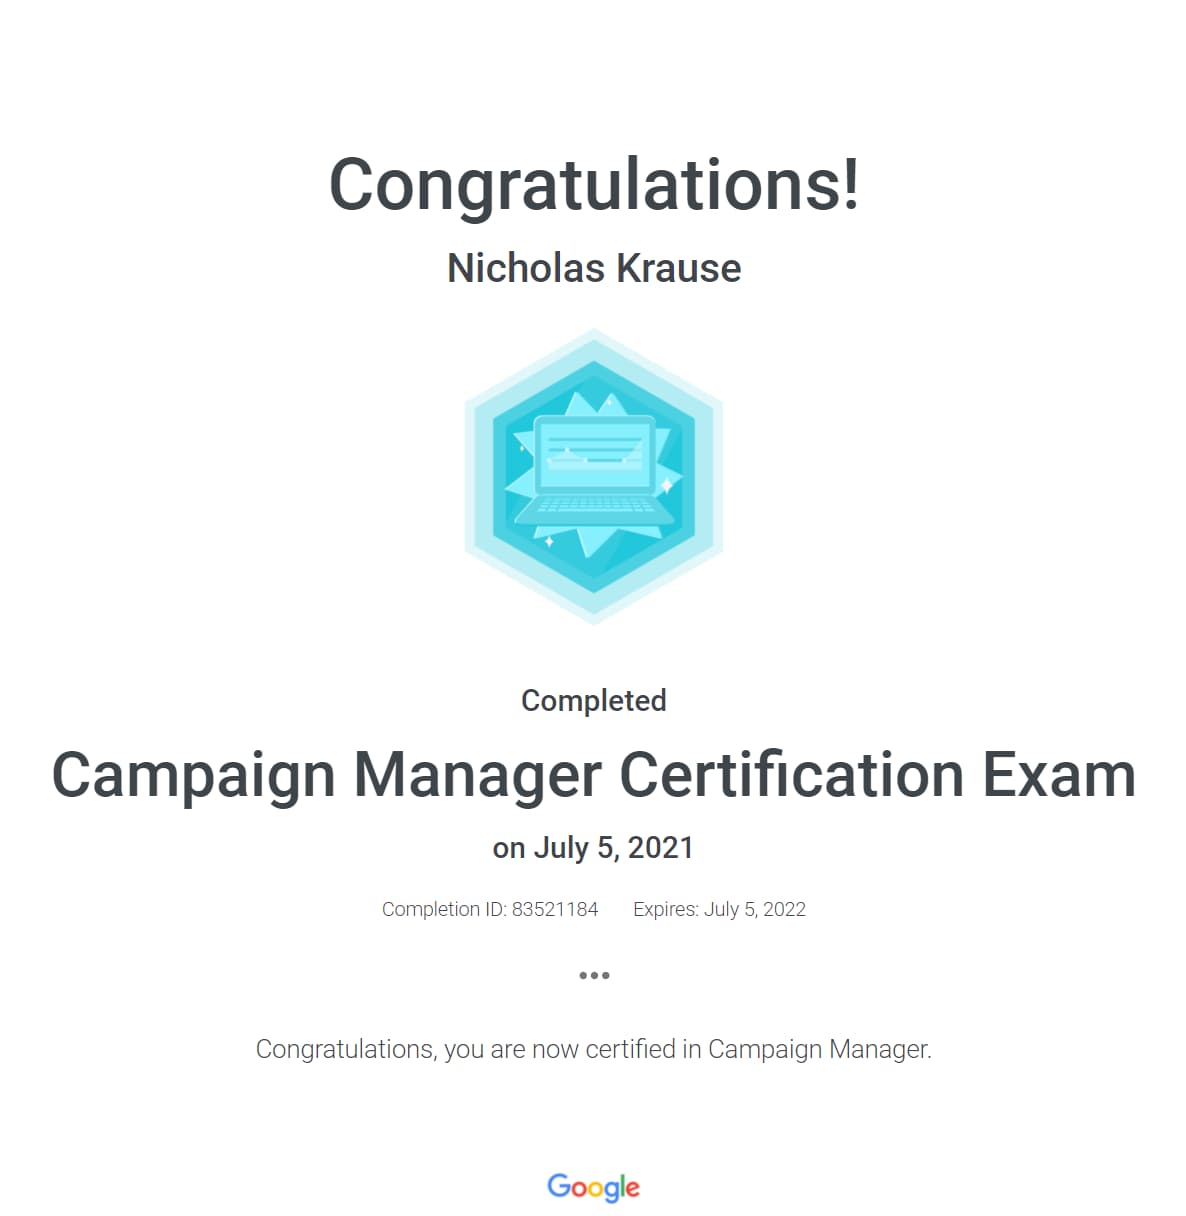 Congratulations!
Nicholas Krause
Completed
Campaign Manager Certification Exam
on July 5, 2021
Completion ID: 83521184 Expires: July 5, 2022
•••
Congratulations, you are now certified in Campaign Manager.
Google